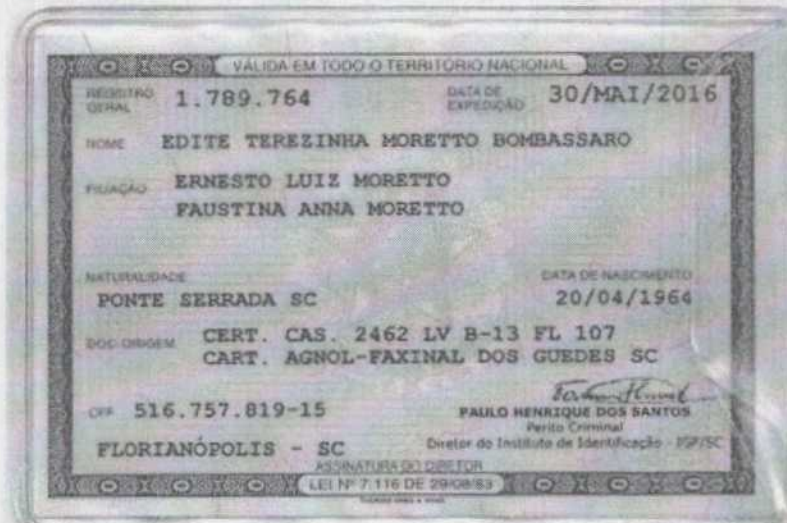 VÁLIDA EM TODO O TERRITÓRIO NACIONAL
REGISTRO GERAL 1.789.764 DATA DE EXPEDIÇÃO 30/MAI/2016
NOME EDITE TEREZINHA MORETTO BOMBASSARO
FILIAÇÃO ERNESTO LUIZ MORETTO
FAUSTINA ANNA MORETTO
NATURALIDADE DATA DE NASCIMENTO
PONTE SERRADA SC 20/04/1964
DOC ORIGEM CERT. CAS. 2462 LV B-13 FL 107
CART. AGNOL-FAXINAL DOS GUEDES SC
CPF 516.757.819-15
PAULO HENRIQUE DOS SANTOS
Perito Criminal
FLORIANÓPOLIS - SC Diretor do Instituto de Identificação - IGP/SC
ASSINATURA DO DIRETOR
LEI Nº 7.116 DE 29/08/83